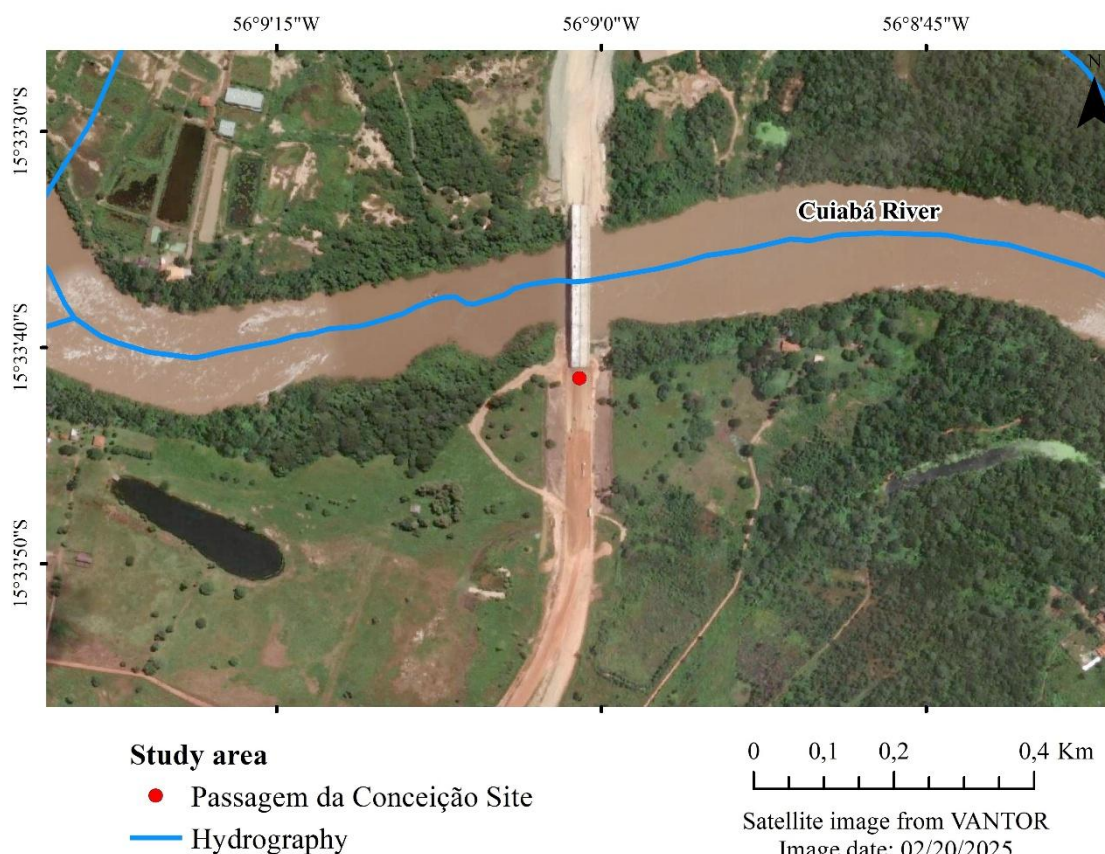 56°9'15"W 56°9'0"W 56°8'45"W
N
15°33'30"S
Cuiabá River
15°33'40"S
15°33'50"S
Study area
Passagem da Conceição Site
Hydrography
0 0,1 0,2 0,4 Km
Satellite image from VANTOR
Image date: 02/20/2025